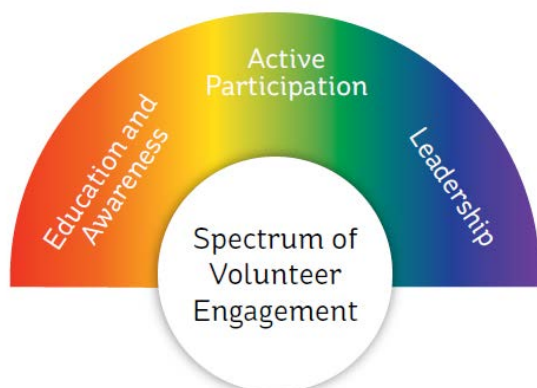 Education and
Awareness
Active
Participation
Leadership
Spectrum of
Volunteer
Engagement